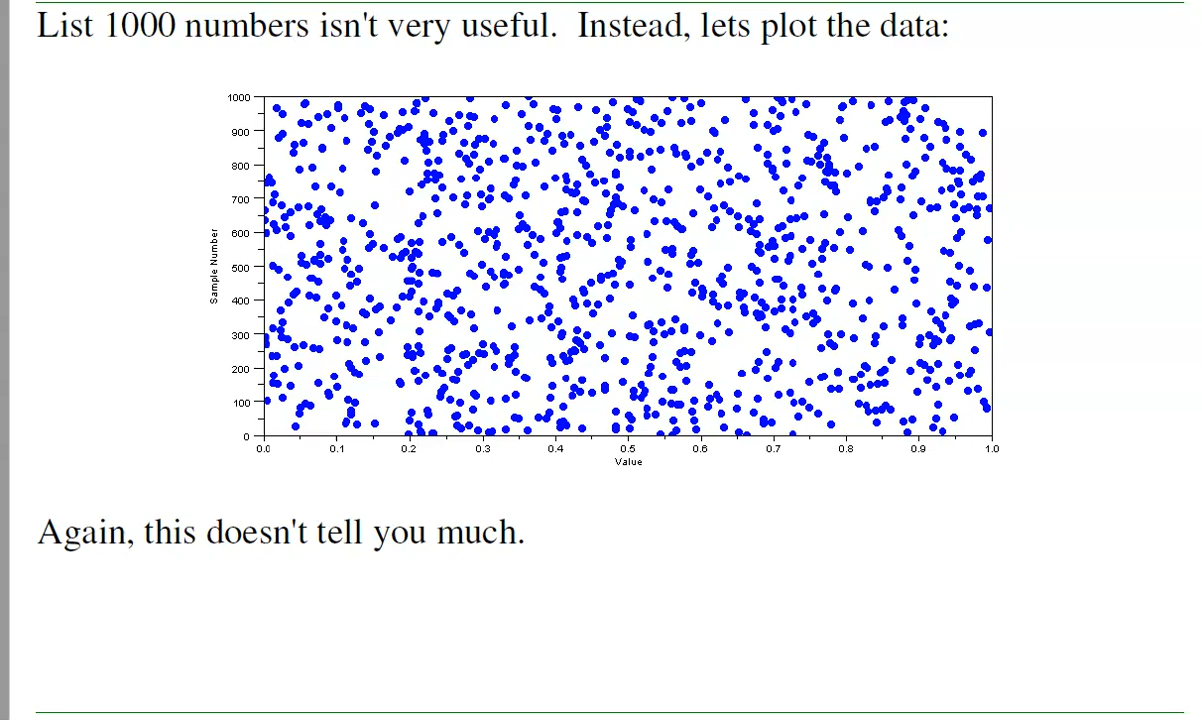 List 1000 numbers isn't very useful.  Instead, lets plot the data:
1000
900
800
700
600
500
400
300
200
100
0
Sample Number
0.0 0.1 0.2 0.3 0.4 0.5 0.6 0.7 0.8 0.9 1.0
Value
Again, this doesn't tell you much.